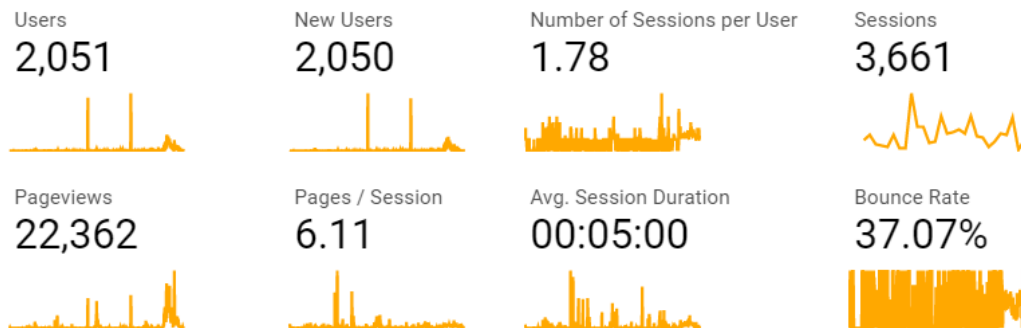 Users
2,051
New Users
2,050
Number of Sessions per User
1.78
Sessions
3,661
Pageviews
22,362
Pages / Session
6.11
Avg. Session Duration
00:05:00
Bounce Rate
37.07%